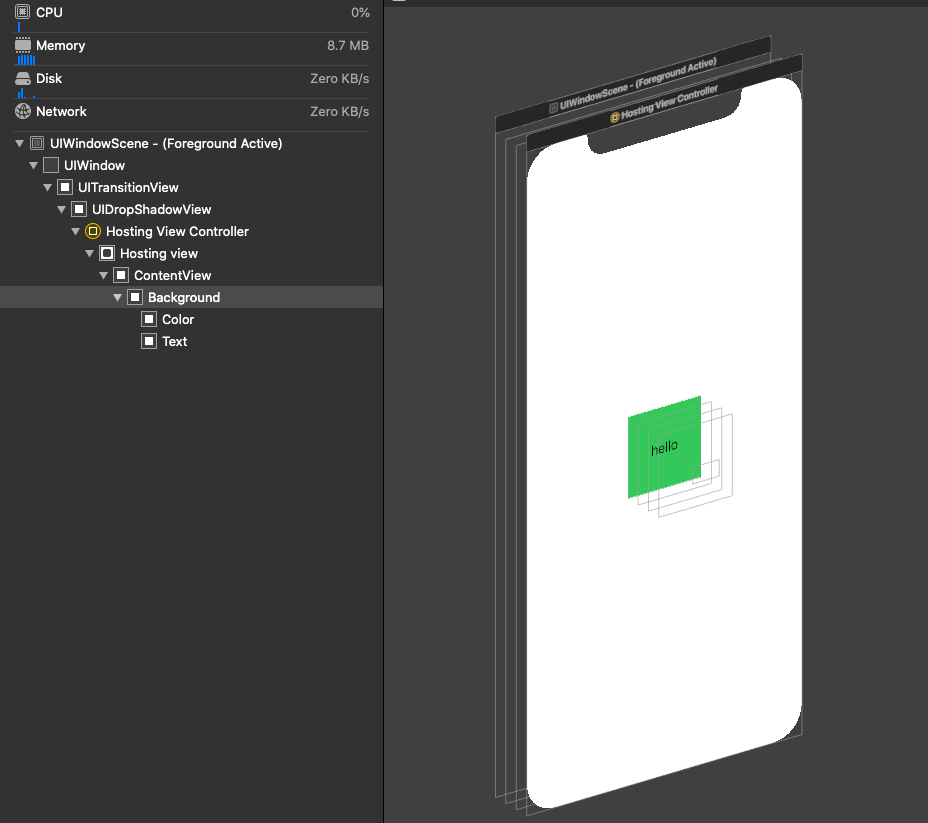 CPU 0%
Memory 8.7 MB
Disk Zero KB/s
Network Zero KB/s
UIWindowScene - (Foreground Active)
UIWindow
UITransitionView
UIDropShadowView
Hosting View Controller
Hosting view
ContentView
Background
Color
Text
UIWindowScene - (Foreground Active)
Hosting View Controller
hello